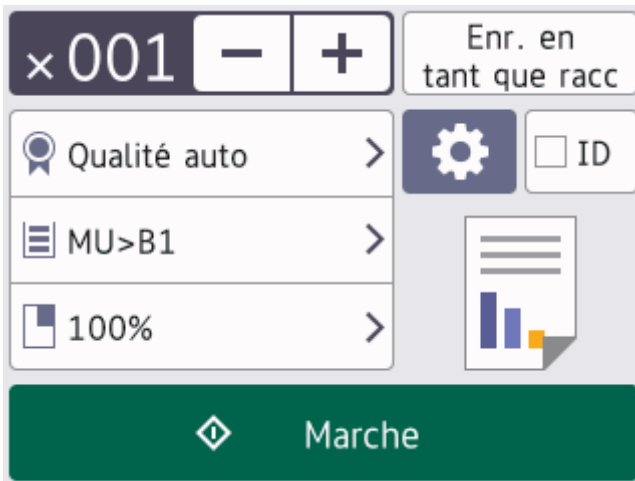 ×001 − +
Enr. en
tant que racc
Qualité auto >
ID
MU>B1 >
100% >
Marche